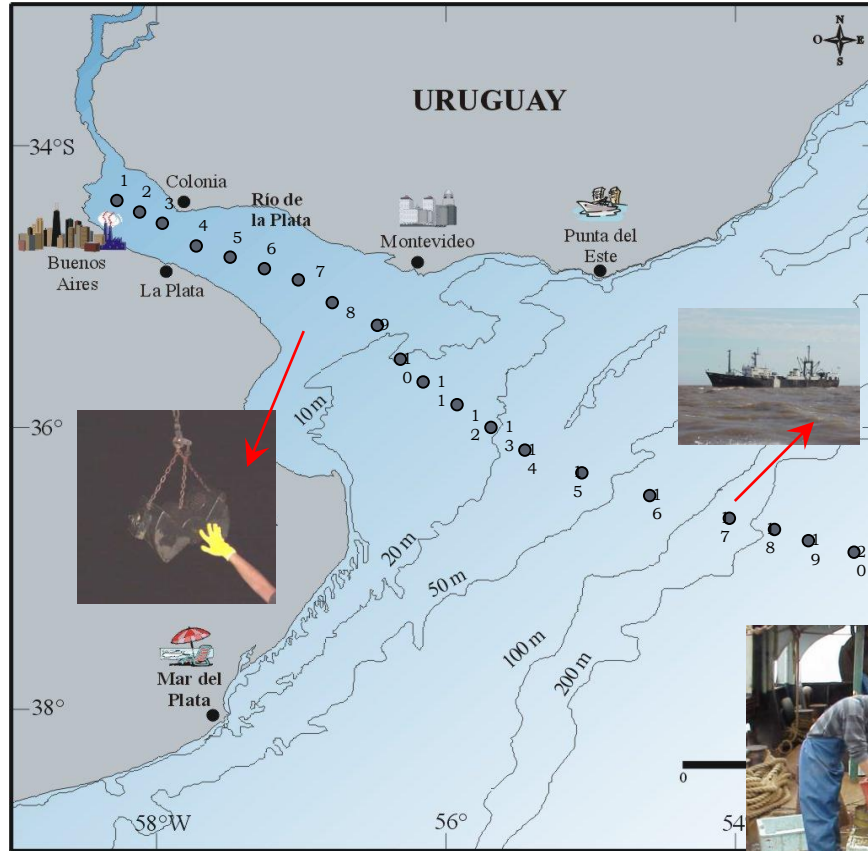 N
O E
S
URUGUAY
34°S
1
2
3
Colonia
Río de
la Plata
4
5
6
7
8
9
Buenos
Aires
La Plata
Montevideo
Punta del
Este
1
0
1
1
1
2
1
3
1
4
1
5
1
6
1
7
1
8
1
9
2
0
10 m
36°
20 m
50 m
100 m
200 m
Mar del
Plata
38°
0
58°W
56°
54°